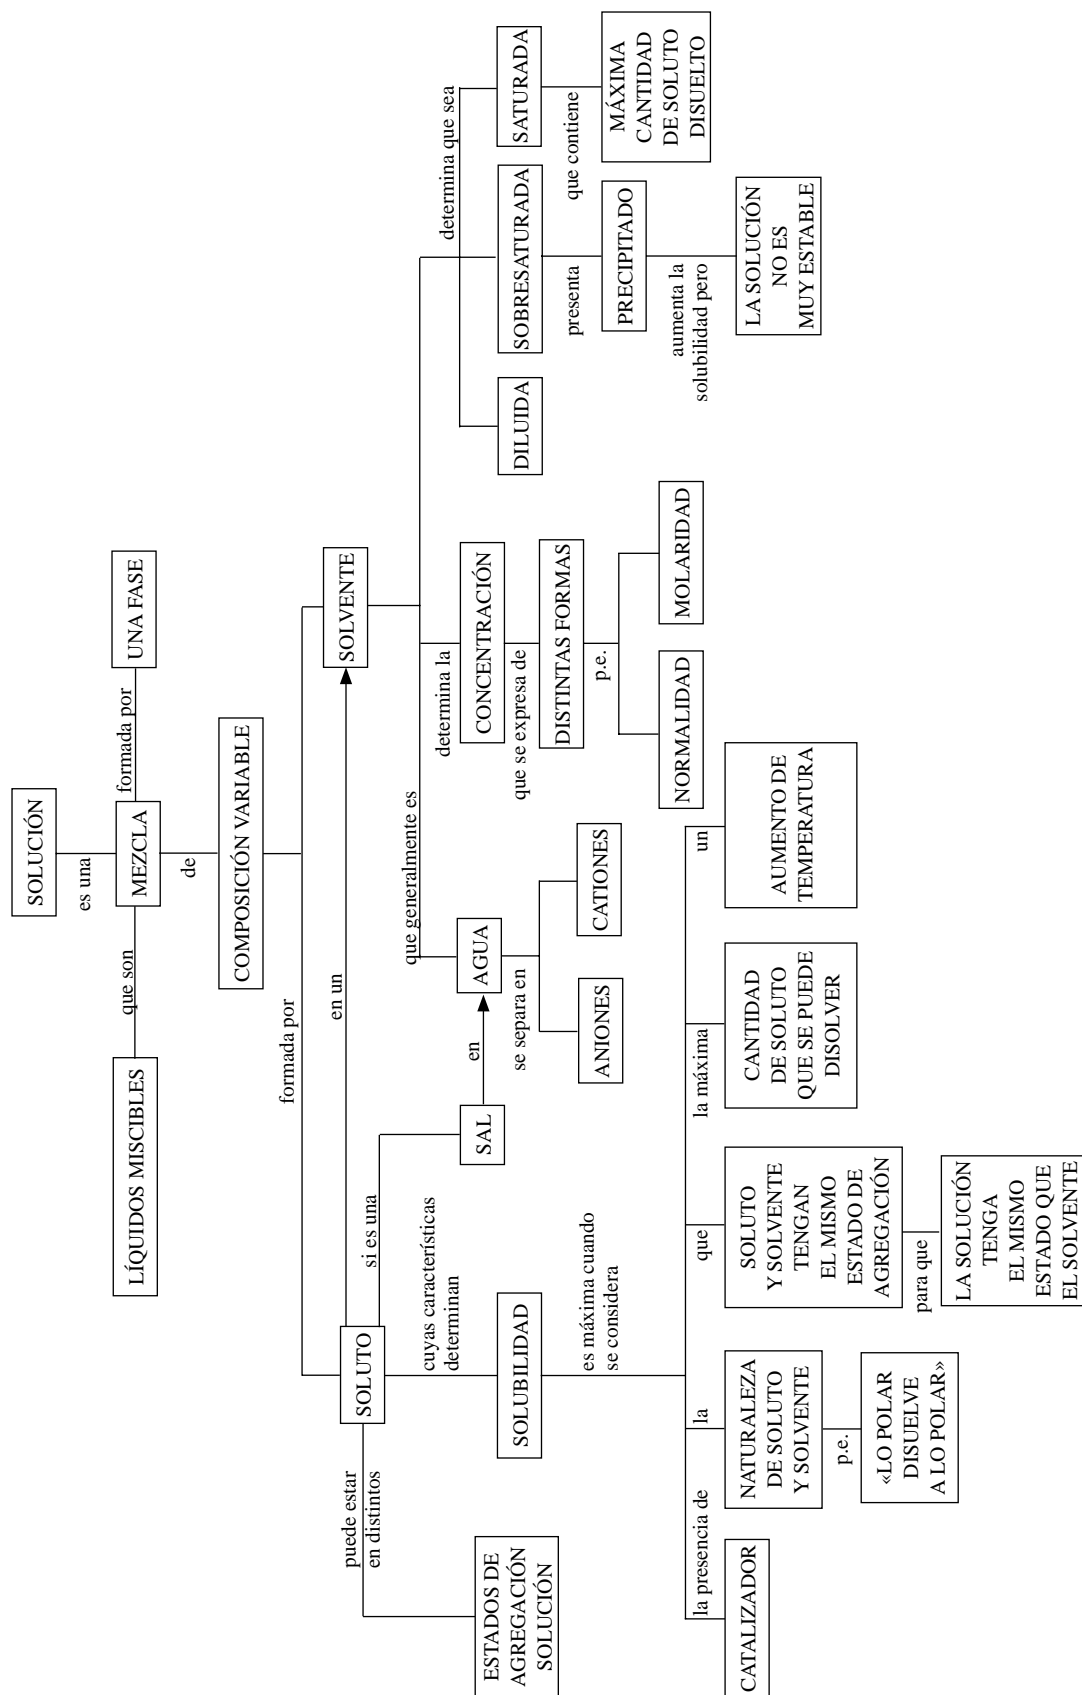 SOLUCIÓN
es una
LÍQUIDOS MISCIBLES
que son
MEZCLA
formada por
UNA FASE
de
COMPOSICIÓN VARIABLE
formada por
SOLUTO
en un
SOLVENTE
puede estar
en distintos
ESTADOS DE
AGREGACIÓN
SOLUCIÓN
cuyas características
determinan
SOLUBILIDAD
si es una
SAL
en
AGUA
que generalmente es
se separa en
ANIONES
CATIONES
determina la
CONCENTRACIÓN
que se expresa de
DISTINTAS FORMAS
p.e.
NORMALIDAD
MOLARIDAD
determina que sea
DILUIDA
SOBRESATURADA
SATURADA
presenta
PRECIPITADO
aumenta la
solubilidad pero
LA SOLUCIÓN
NO ES
MUY ESTABLE
que contiene
MÁXIMA
CANTIDAD
DE SOLUTO
DISUELTO
es máxima cuando
se considera
la presencia de
CATALIZADOR
la
NATURALEZA
DE SOLUTO
Y SOLVENTE
p.e.
«LO POLAR
DISUELVE
A LO POLAR»
que
SOLUTO
Y SOLVENTE
TENGAN
EL MISMO
ESTADO DE
AGREGACIÓN
para que
LA SOLUCIÓN
TENGA
EL MISMO
ESTADO QUE
EL SOLVENTE
la máxima
CANTIDAD
DE SOLUTO
QUE SE PUEDE
DISOLVER
un
AUMENTO DE
TEMPERATURA